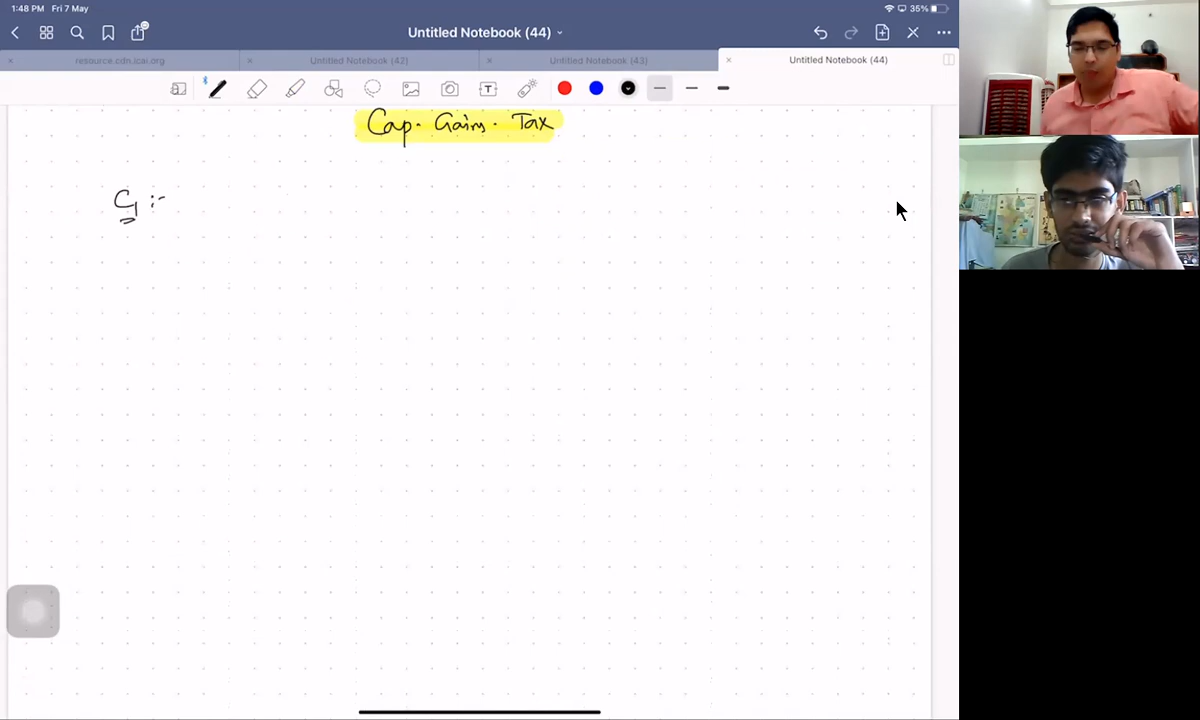 1:48 PM Fri 7 May
35%
Untitled Notebook (44)
resource.cdn.icai.org
Untitled Notebook (42)
Untitled Notebook (43)
Untitled Notebook (44)
T
Cap. Gains. Tax